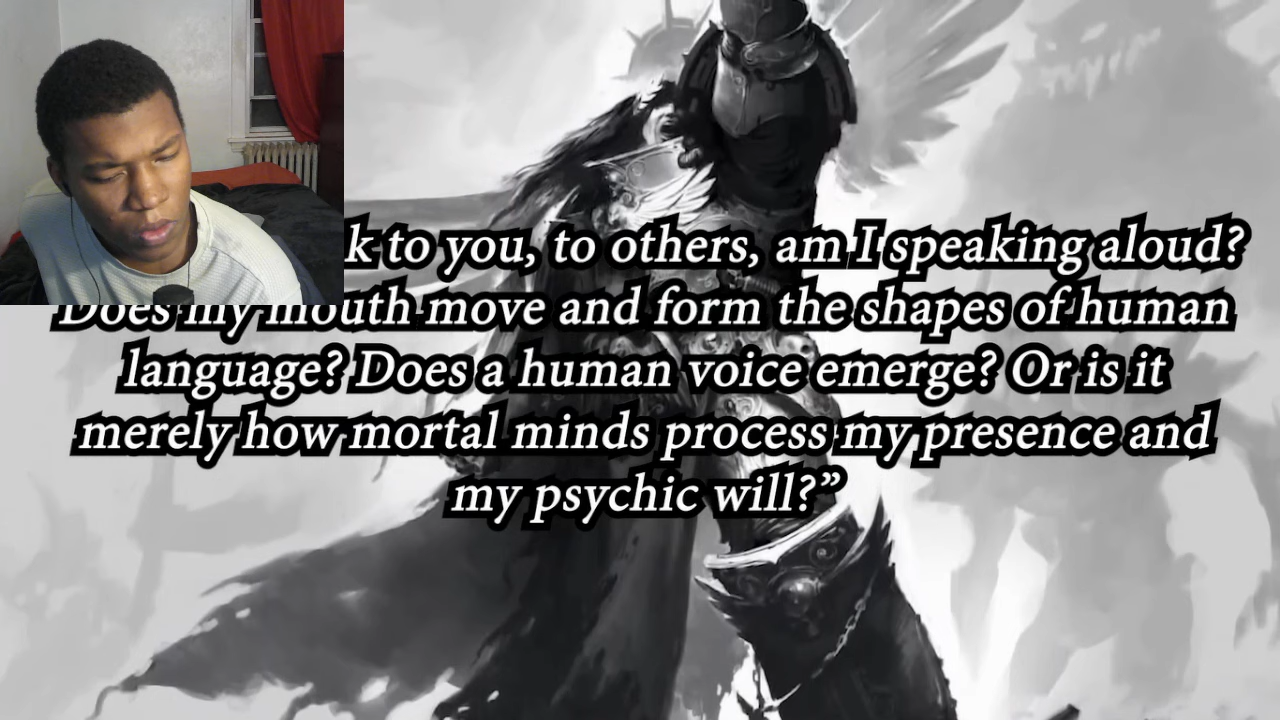 k to you, to others, am I speaking aloud?
Does my mouth move and form the shapes of human
language? Does a human voice emerge? Or is it
merely how mortal minds process my presence and
my psychic will?”